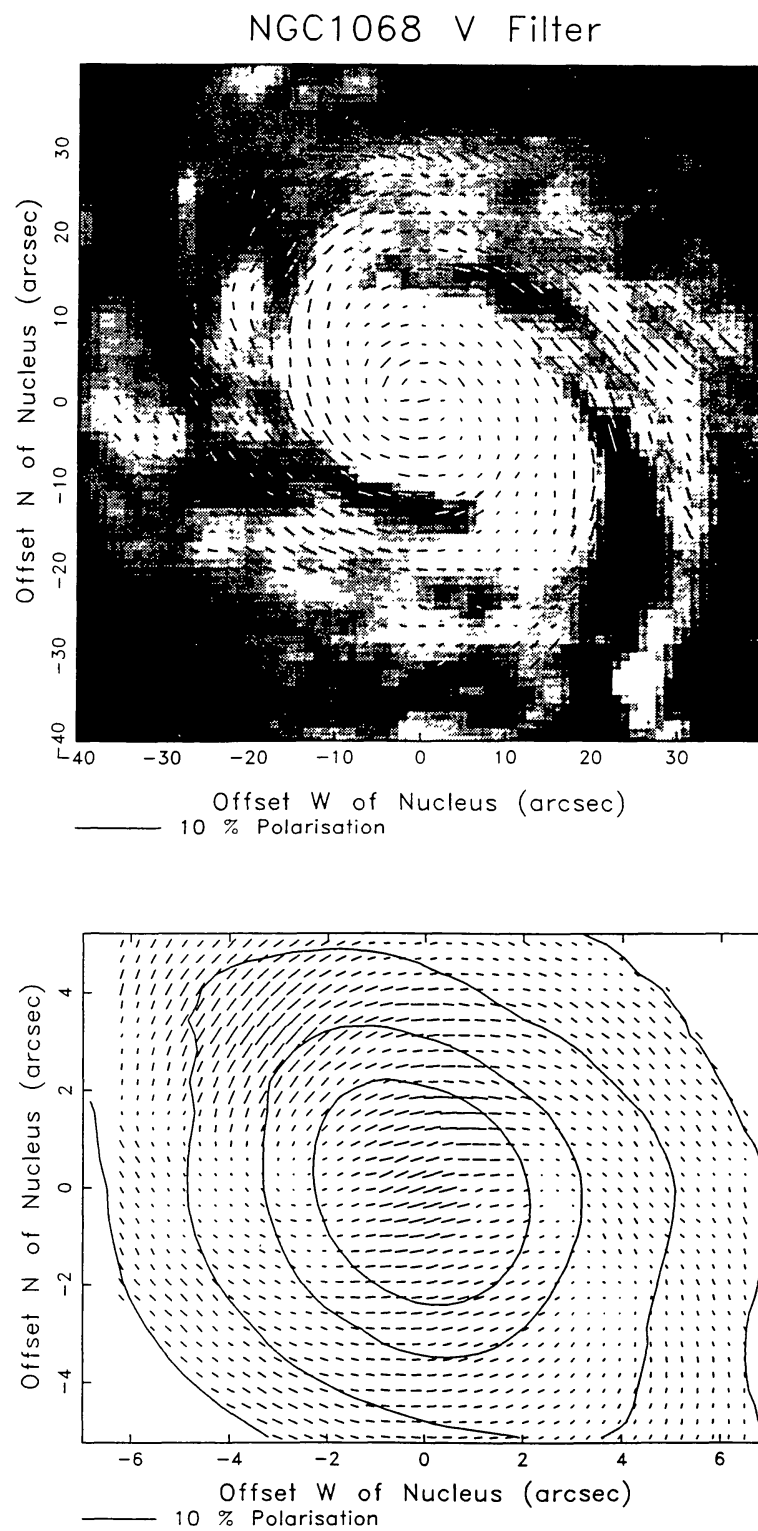 NGC1068 V Filter
Offset N of Nucleus (arcsec)
30
20
10
0
-10
-20
-30
-40
-40 -30 -20 -10 0 10 20 30
Offset W of Nucleus (arcsec)
10 % Polarisation
Offset N of Nucleus (arcsec)
4
2
0
-2
-4
-6 -4 -2 0 2 4 6
Offset W of Nucleus (arcsec)
10 % Polarisation